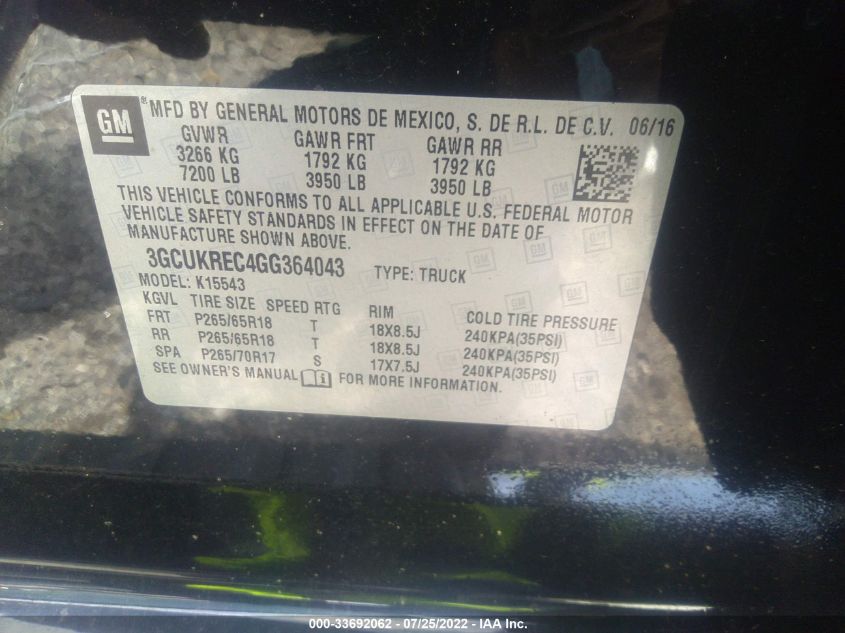 GM
MFD BY GENERAL MOTORS DE MEXICO, S. DE R.L. DE C.V. 06/16
GVWR GAWR FRT GAWR RR
3266 KG 1792 KG 1792 KG
7200 LB 3950 LB 3950 LB
THIS VEHICLE CONFORMS TO ALL APPLICABLE U.S. FEDERAL MOTOR
VEHICLE SAFETY STANDARDS IN EFFECT ON THE DATE OF
MANUFACTURE SHOWN ABOVE.
3GCUKREC4GG364043 TYPE: TRUCK
MODEL: K15543
KGVL TIRE SIZE SPEED RTG RIM COLD TIRE PRESSURE
FRT P265/65R18 T 18X8.5J 240KPA(35PSI)
RR P265/65R18 T 18X8.5J 240KPA(35PSI)
SPA P265/70R17 S 17X7.5J 240KPA(35PSI)
SEE OWNER'S MANUAL FOR MORE INFORMATION.
000-33692062 - 07/25/2022 - IAA Inc.